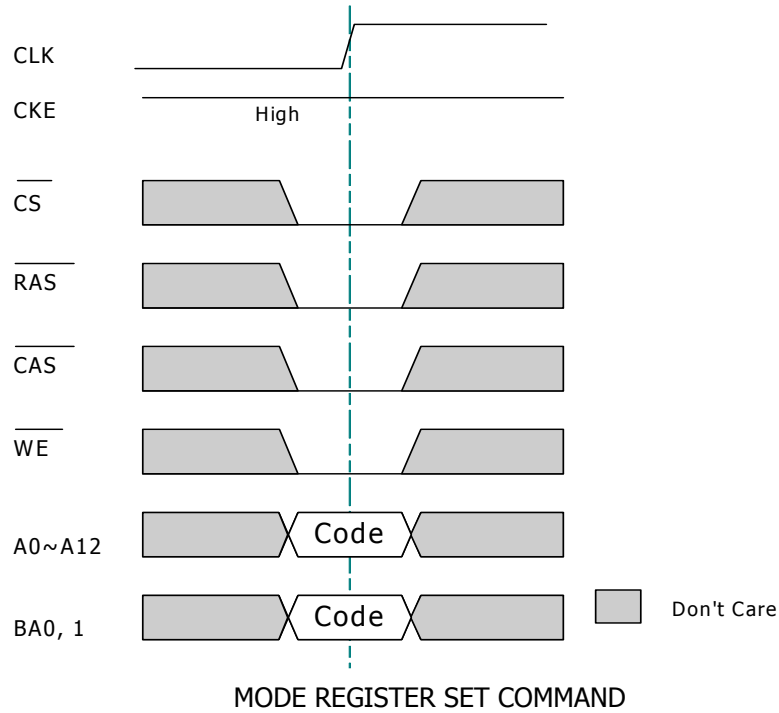 CLK
CKE
High
CS
RAS
CAS
WE
A0~A12
Code
BA0, 1
Code
Don't Care
MODE REGISTER SET COMMAND